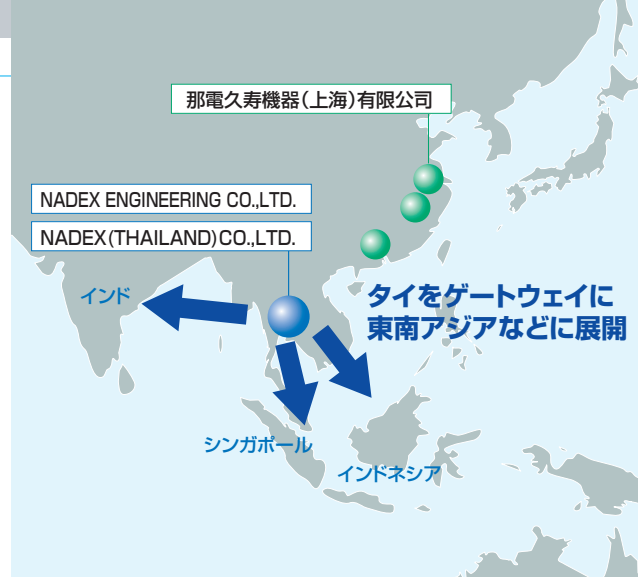 那電久寿機器(上海)有限公司
NADEX ENGINEERING CO.,LTD.
NADEX(THAILAND)CO.,LTD.
インド
タイをゲートウェイに
東南アジアなどに展開
シンガポール
インドネシア